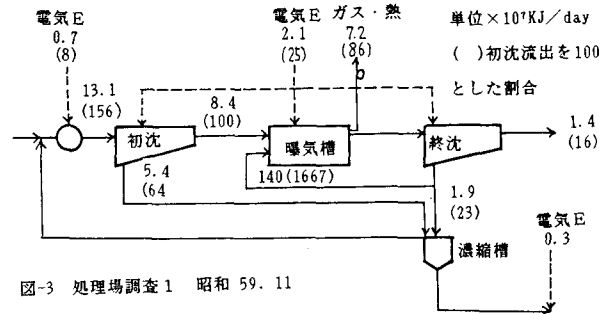 電気E
0.7
(8)
電気E
2.1
(25)
ガス・熱
7.2
(86)
単位×10⁷KJ/day
( )初沈流出を100
とした割合
13.1
(156)
8.4
(100)
初沈
曝気槽
終沈
1.4
(16)
5.4
(64
140(1667)
1.9
(23)
電気E
0.3
濃縮槽
図-3 処理場調査1 昭和 59. 11